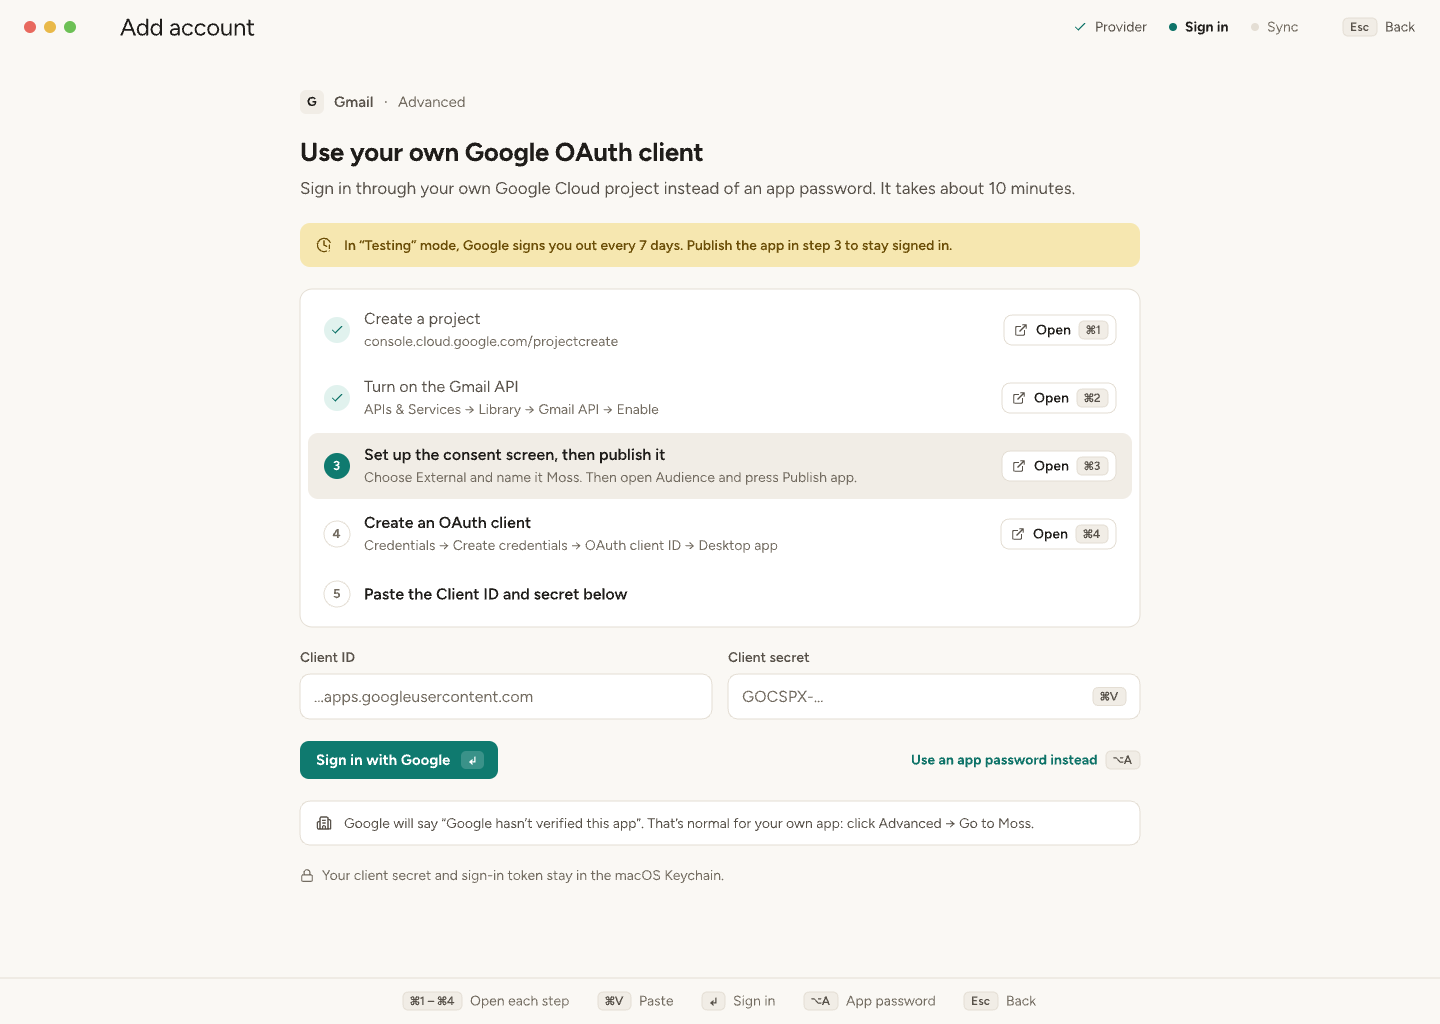 Add account
Provider
Sign in
Sync
Esc Back
G Gmail · Advanced
Use your own Google OAuth client
Sign in through your own Google Cloud project instead of an app password. It takes about 10 minutes.
In “Testing” mode, Google signs you out every 7 days. Publish the app in step 3 to stay signed in.
Create a project
console.cloud.google.com/projectcreate
Open ⌘1
Turn on the Gmail API
APIs & Services → Library → Gmail API → Enable
Open ⌘2
3
Set up the consent screen, then publish it
Choose External and name it Moss. Then open Audience and press Publish app.
Open ⌘3
4
Create an OAuth client
Credentials → Create credentials → OAuth client ID → Desktop app
Open ⌘4
5
Paste the Client ID and secret below
Client ID
...apps.googleusercontent.com
Client secret
GOCSPX-...
⌘V
Sign in with Google ↲
Use an app password instead ⌥A
Google will say “Google hasn’t verified this app”. That’s normal for your own app: click Advanced → Go to Moss.
Your client secret and sign-in token stay in the macOS Keychain.
⌘1 – ⌘4 Open each step
⌘V Paste
↲ Sign in
⌥A App password
Esc Back